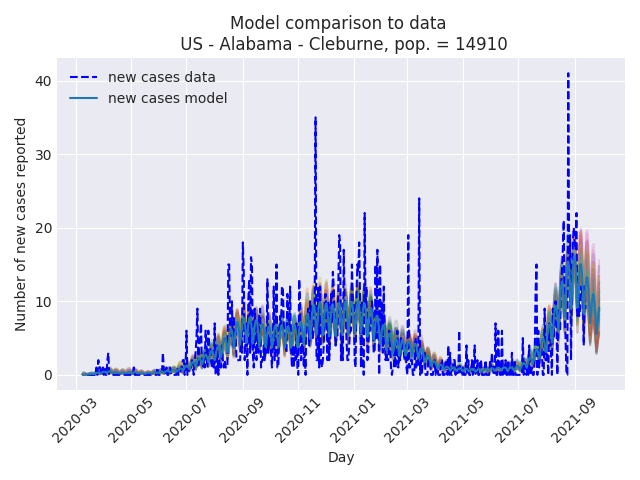 Model comparison to data
US - Alabama - Cleburne, pop. = 14910
new cases data
new cases model
Number of new cases reported
40
30
20
10
0
2020-03
2020-05
2020-07
2020-09
2020-11
2021-01
2021-03
2021-05
2021-07
2021-09
Day